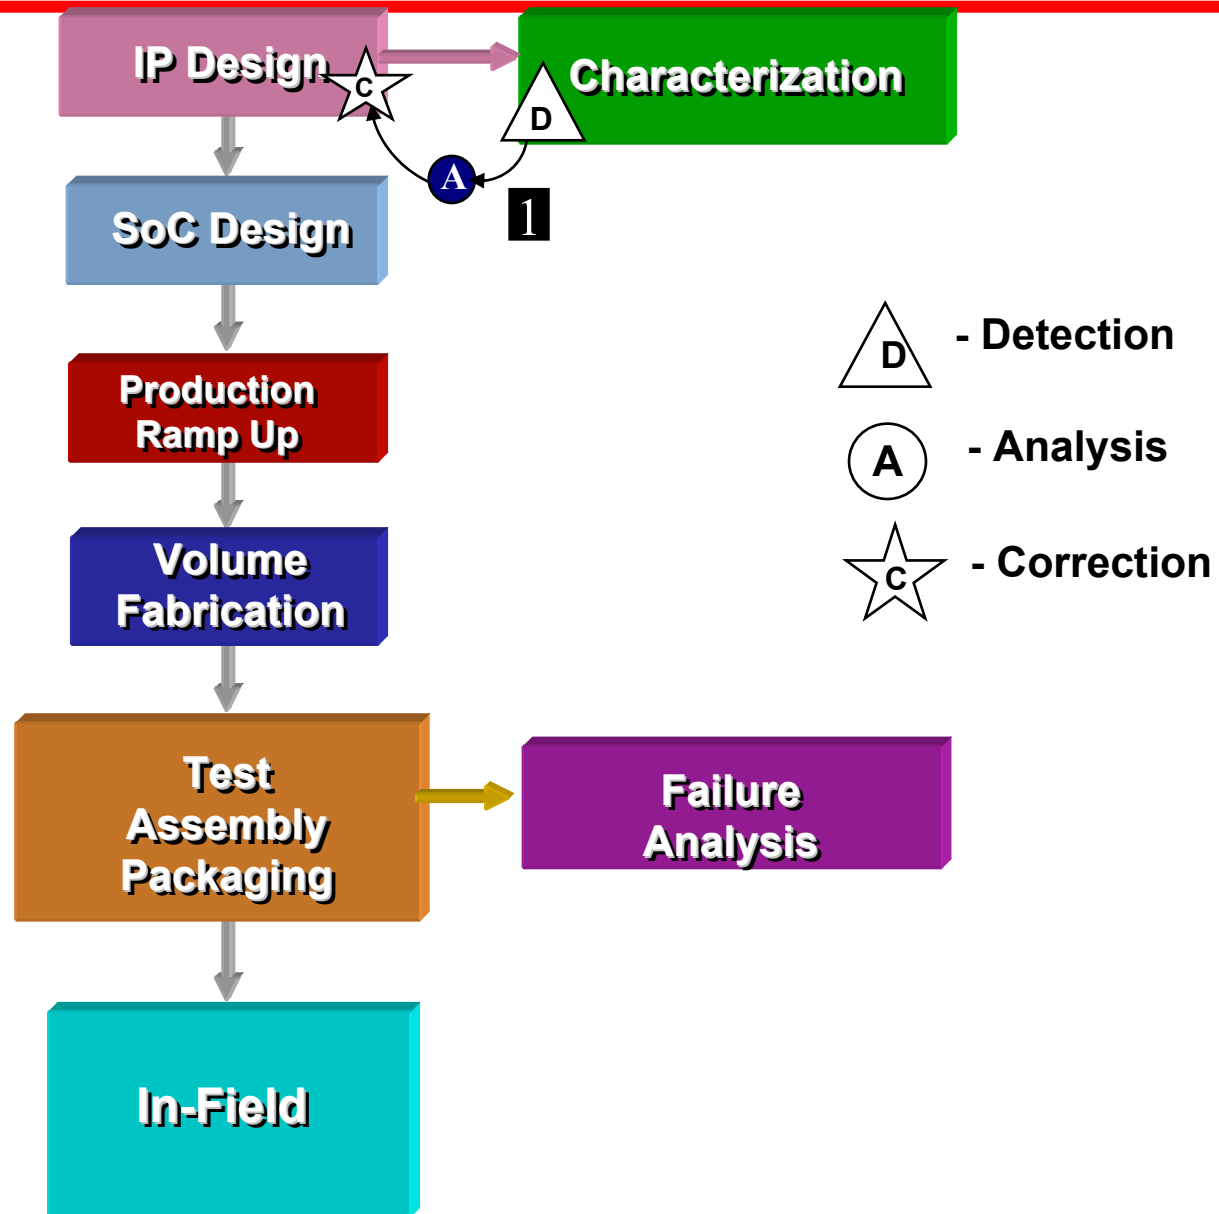 IP Design
C
Characterization
D
A
1
SoC Design
D
- Detection
Production
Ramp Up
A
- Analysis
Volume
Fabrication
C
- Correction
Test
Assembly
Packaging
Failure
Analysis
In-Field